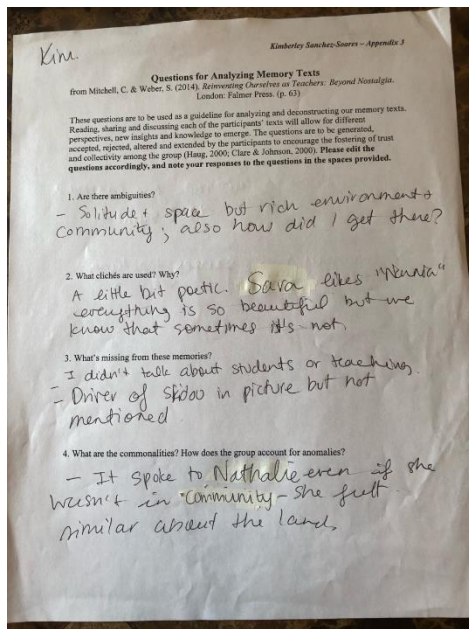 Kim.
Kimberley Sanchez-Soares – Appendix 3
Questions for Analyzing Memory Texts
from Mitchell, C. & Weber, S. (2014). Reinventing Ourselves as Teachers: Beyond Nostalgia.
London: Falmer Press. (p. 63)
These questions are to be used as a guideline for analyzing and deconstructing our memory texts.
Reading, sharing and discussing each of the participants' texts will allow for different
perspectives, new insights and knowledge to emerge. The questions are to be generated,
accepted, rejected, altered and extended by the participants to encourage the fostering of trust
and collectivity among the group (Haug, 2000; Clare & Johnson, 2000). Please edit the
questions accordingly, and note your responses to the questions in the spaces provided.
1. Are there ambiguities?
– Solitude + space but rich environment +
Community; also how did I get there?
2. What clichés are used? Why?
A little bit poetic. Sara likes
everything is so beautiful but we
know that sometimes it's not.
3. What's missing from these memories?
I didn't talk about students or teaching.
– Driver of skidoo in picture but not
mentioned
4. What are the commonalities? How does the group account for anomalies?
– It spoke to Nathalie even if she
wasn't in "Community – she felt
similar about the land.